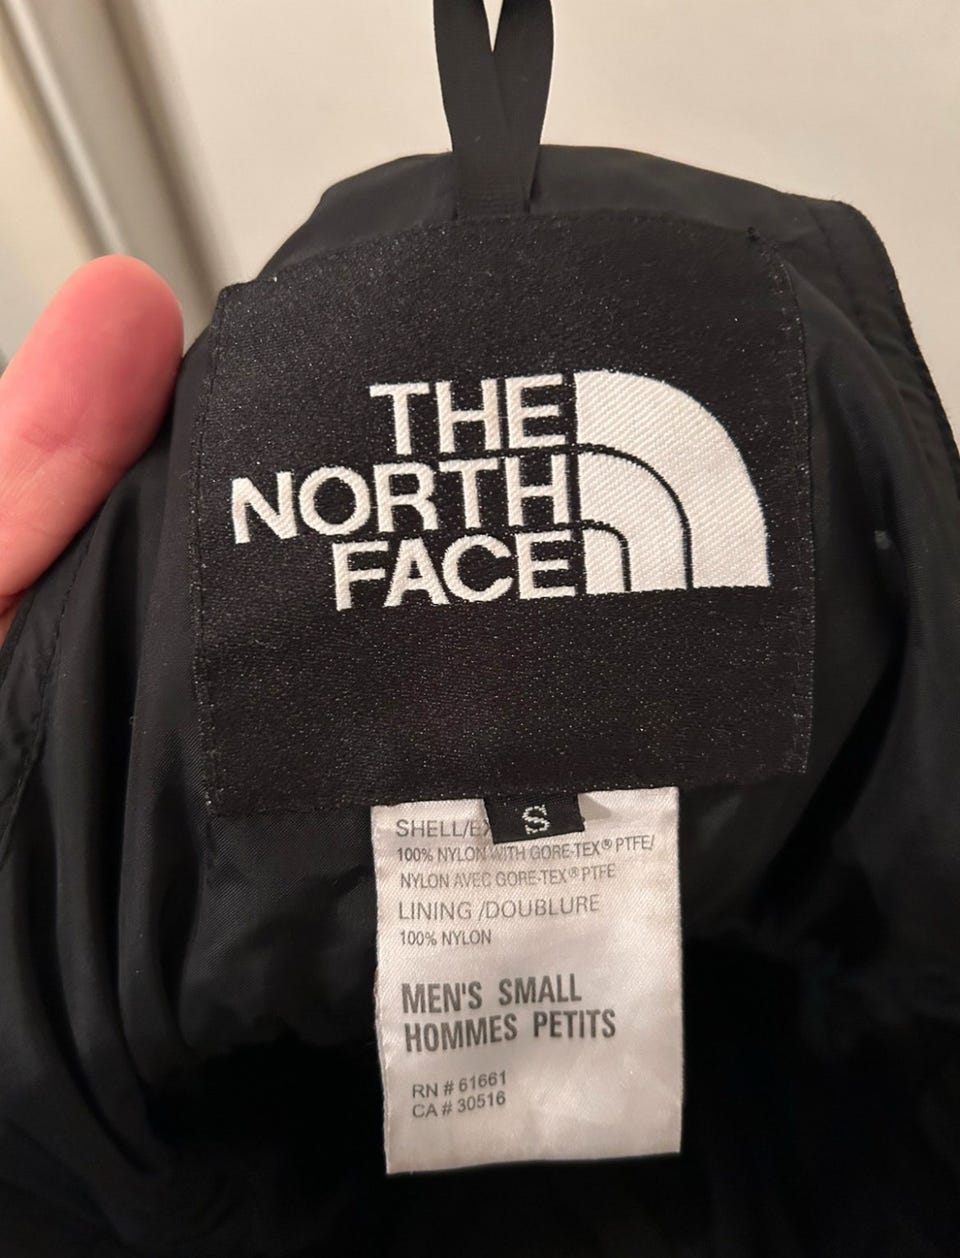 THE
NORTH
FACE
S
SHELL/EX
100% NYLON WITH GORE-TEX® PTFE/
NYLON AVEC GORE-TEX® PTFE
LINING /DOUBLURE
100% NYLON
MEN'S SMALL
HOMMES PETITS
RN # 61661
CA # 30516